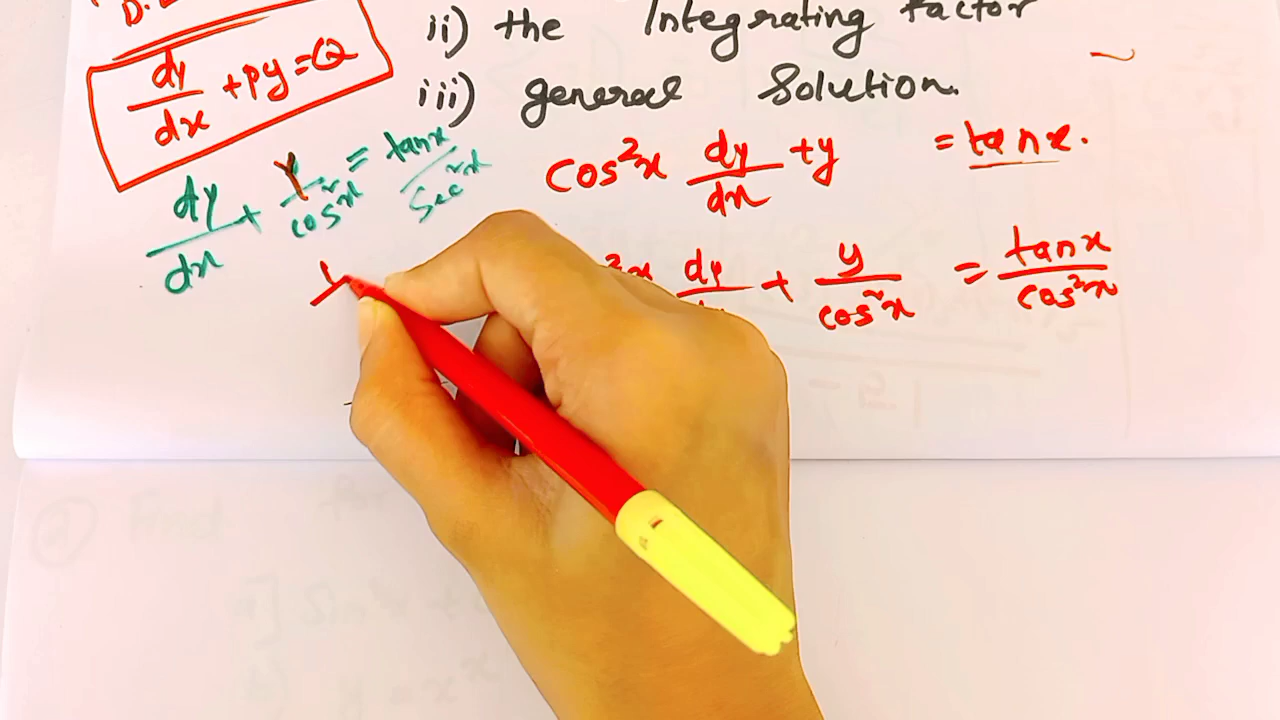 ii) the Integrating factor
dy/dx + py = Q
iii) general Solution.
dy/dx + y/cos²x = tanx/sec²x
cos²x dy/dx + y = tanx.
²x dy + y/cos²x = tanx/cos²x